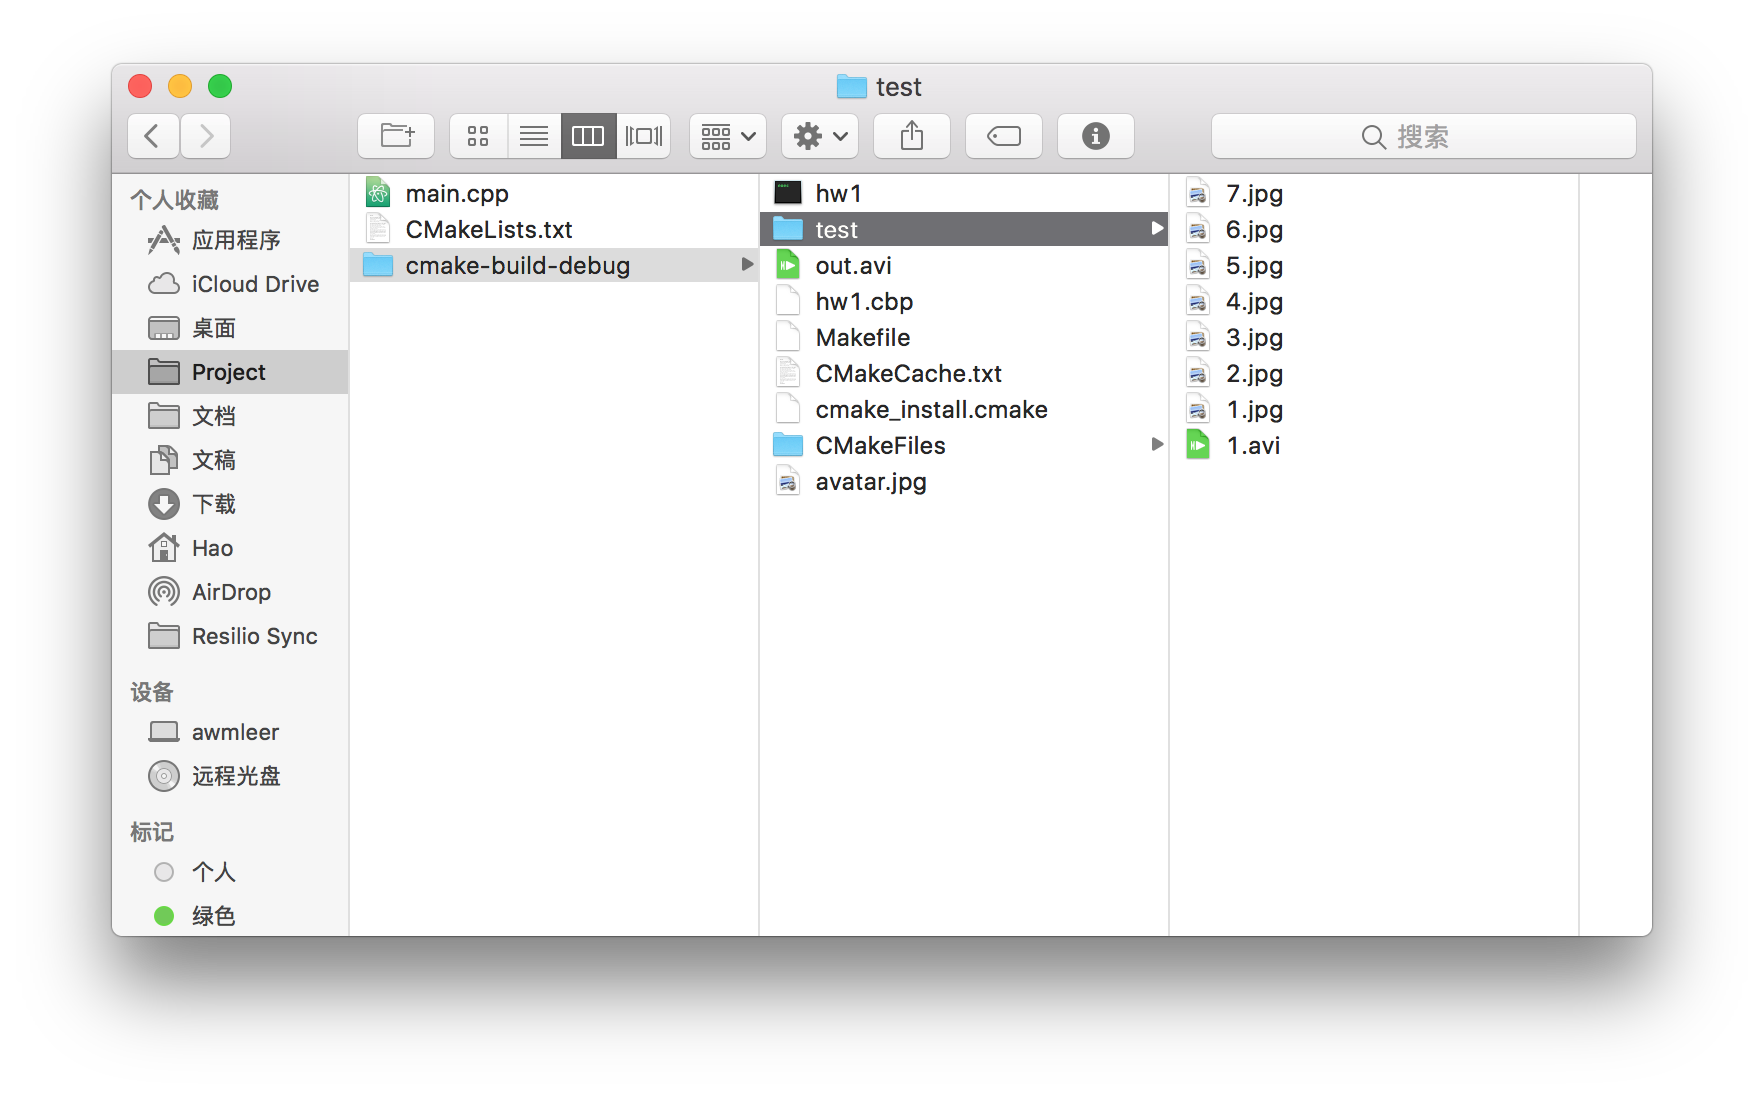 test
搜索
个人收藏
应用程序
iCloud Drive
桌面
Project
文档
文稿
下载
Hao
AirDrop
Resilio Sync
设备
awmleer
远程光盘
标记
个人
绿色
main.cpp
CMakeLists.txt
cmake-build-debug
hw1
test
out.avi
hw1.cbp
Makefile
CMakeCache.txt
cmake_install.cmake
CMakeFiles
avatar.jpg
7.jpg
6.jpg
5.jpg
4.jpg
3.jpg
2.jpg
1.jpg
1.avi